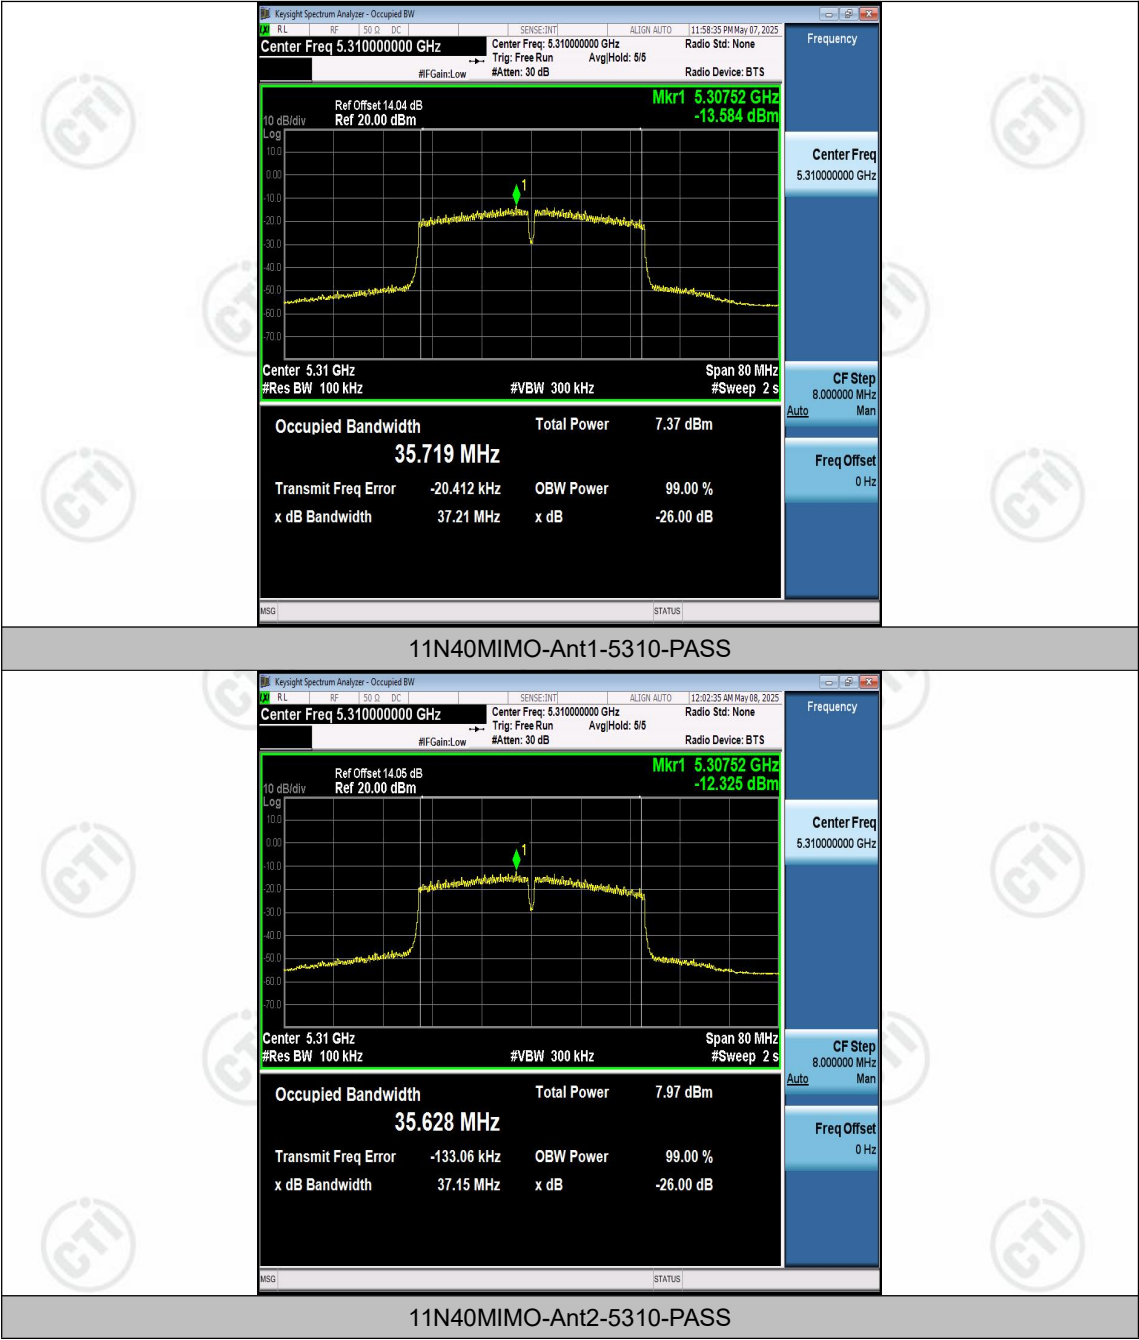 Keysight Spectrum Analyzer - Occupied BW
RL RF 50 Ω DC SENSE:INT ALIGN AUTO 11:58:35 PM May 07, 2025
Center Freq 5.310000000 GHz Center Freq: 5.310000000 GHz Radio Std: None Frequency
Trig: Free Run Avg|Hold: 5/5
#IFGain:Low #Atten: 30 dB Radio Device: BTS
Mkr1 5.30752 GHz
-13.584 dBm
Ref Offset 14.04 dB
10 dB/div Ref 20.00 dBm
Log
10.0
0.00
-10.0
-20.0
-30.0
-40.0
-50.0
-60.0
-70.0
1
Center Freq
5.310000000 GHz
Center 5.31 GHz Span 80 MHz
#Res BW 100 kHz #VBW 300 kHz #Sweep 2 s
CF Step
8.000000 MHz
Auto Man
Occupied Bandwidth Total Power 7.37 dBm
35.719 MHz
Transmit Freq Error -20.412 kHz OBW Power 99.00 %
x dB Bandwidth 37.21 MHz x dB -26.00 dB
Freq Offset
0 Hz
MSG STATUS
11N40MIMO-Ant1-5310-PASS
Keysight Spectrum Analyzer - Occupied BW
RL RF 50 Ω DC SENSE:INT ALIGN AUTO 12:02:35 AM May 08, 2025
Center Freq 5.310000000 GHz Center Freq: 5.310000000 GHz Radio Std: None Frequency
Trig: Free Run Avg|Hold: 5/5
#IFGain:Low #Atten: 30 dB Radio Device: BTS
Mkr1 5.30752 GHz
-12.325 dBm
Ref Offset 14.05 dB
10 dB/div Ref 20.00 dBm
Log
10.0
0.00
-10.0
-20.0
-30.0
-40.0
-50.0
-60.0
-70.0
1
Center Freq
5.310000000 GHz
Center 5.31 GHz Span 80 MHz
#Res BW 100 kHz #VBW 300 kHz #Sweep 2 s
CF Step
8.000000 MHz
Auto Man
Occupied Bandwidth Total Power 7.97 dBm
35.628 MHz
Transmit Freq Error -133.06 kHz OBW Power 99.00 %
x dB Bandwidth 37.15 MHz x dB -26.00 dB
Freq Offset
0 Hz
MSG STATUS
11N40MIMO-Ant2-5310-PASS
CTI
CTI
CTI
CTI
CTI
CTI
CTI
CTI
CTI
CTI
CTI
CTI
CTI